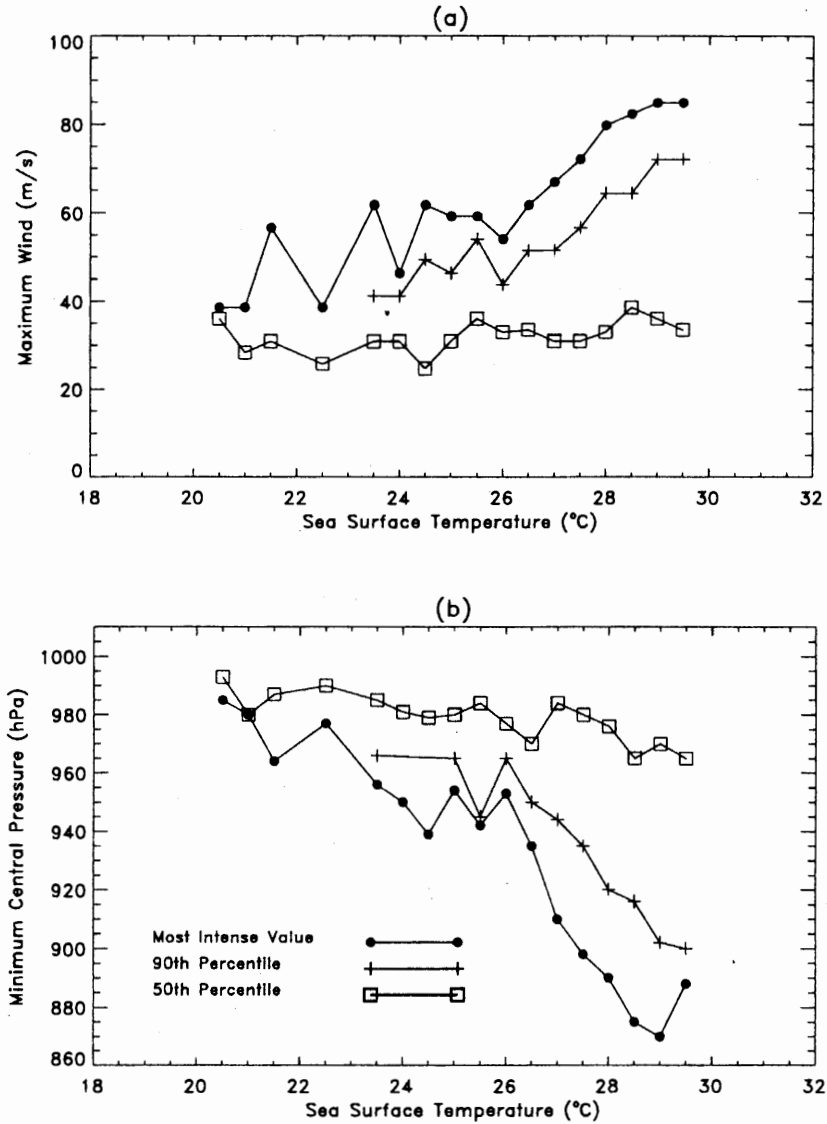 (a)
100
80
60
40
20
0
Maximum Wind (m/s)
18 20 22 24 26 28 30 32
Sea Surface Temperature (°C)
(b)
1000
980
960
940
920
900
880
860
Minimum Central Pressure (hPa)
Most Intense Value
90th Percentile
50th Percentile
18 20 22 24 26 28 30 32
Sea Surface Temperature (°C)